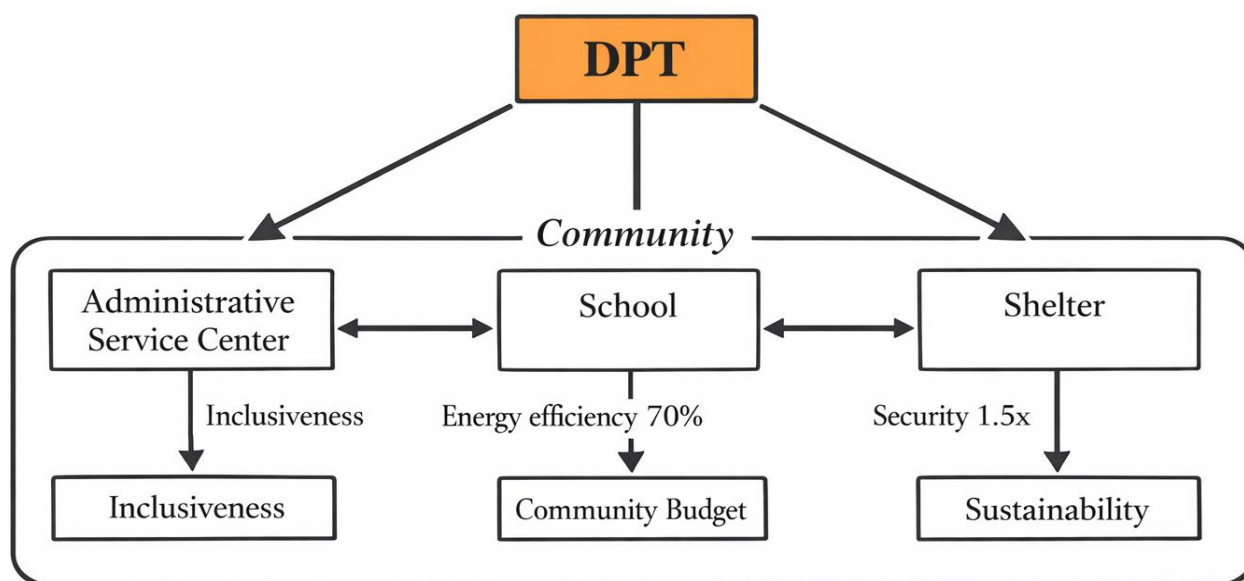 DPT
Community
Administrative
Service Center
School
Shelter
Inclusiveness
Energy efficiency 70%
Security 1.5x
Inclusiveness
Community Budget
Sustainability